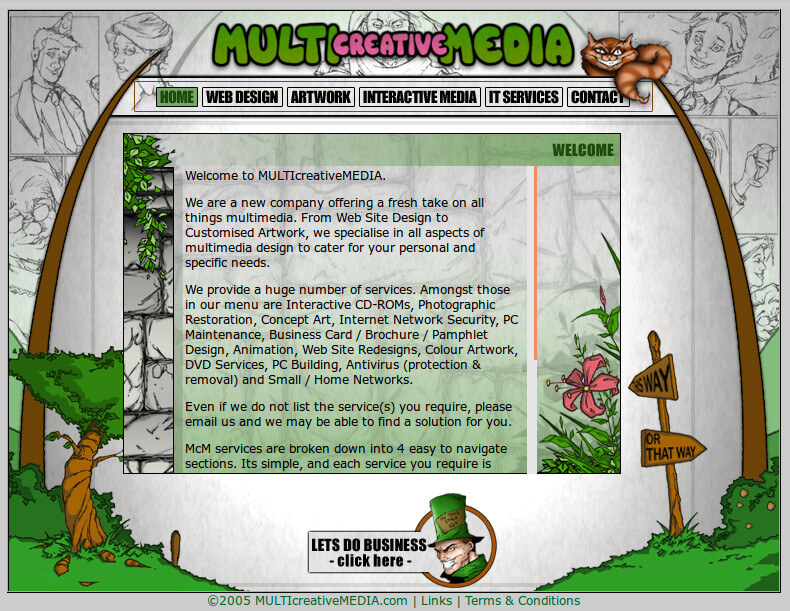 MULTICREATIVEMEDIA
HOME WEB DESIGN ARTWORK INTERACTIVE MEDIA IT SERVICES CONTACT
WELCOME
Welcome to MULTIcreativeMEDIA.
We are a new company offering a fresh take on all
things multimedia. From Web Site Design to
Customised Artwork, we specialise in all aspects of
multimedia design to cater for your personal and
specific needs.
We provide a huge number of services. Amongst those
in our menu are Interactive CD-ROMs, Photographic
Restoration, Concept Art, Internet Network Security, PC
Maintenance, Business Card / Brochure / Pamphlet
Design, Animation, Web Site Redesigns, Colour Artwork,
DVD Services, PC Building, Antivirus (protection &
removal) and Small / Home Networks.
Even if we do not list the service(s) you require, please
email us and we may be able to find a solution for you.
McM services are broken down into 4 easy to navigate
sections. Its simple, and each service you require is
WAY
OR
THAT WAY
LETS DO BUSINESS
- click here -
©2005 MULTIcreativeMEDIA.com | Links | Terms & Conditions